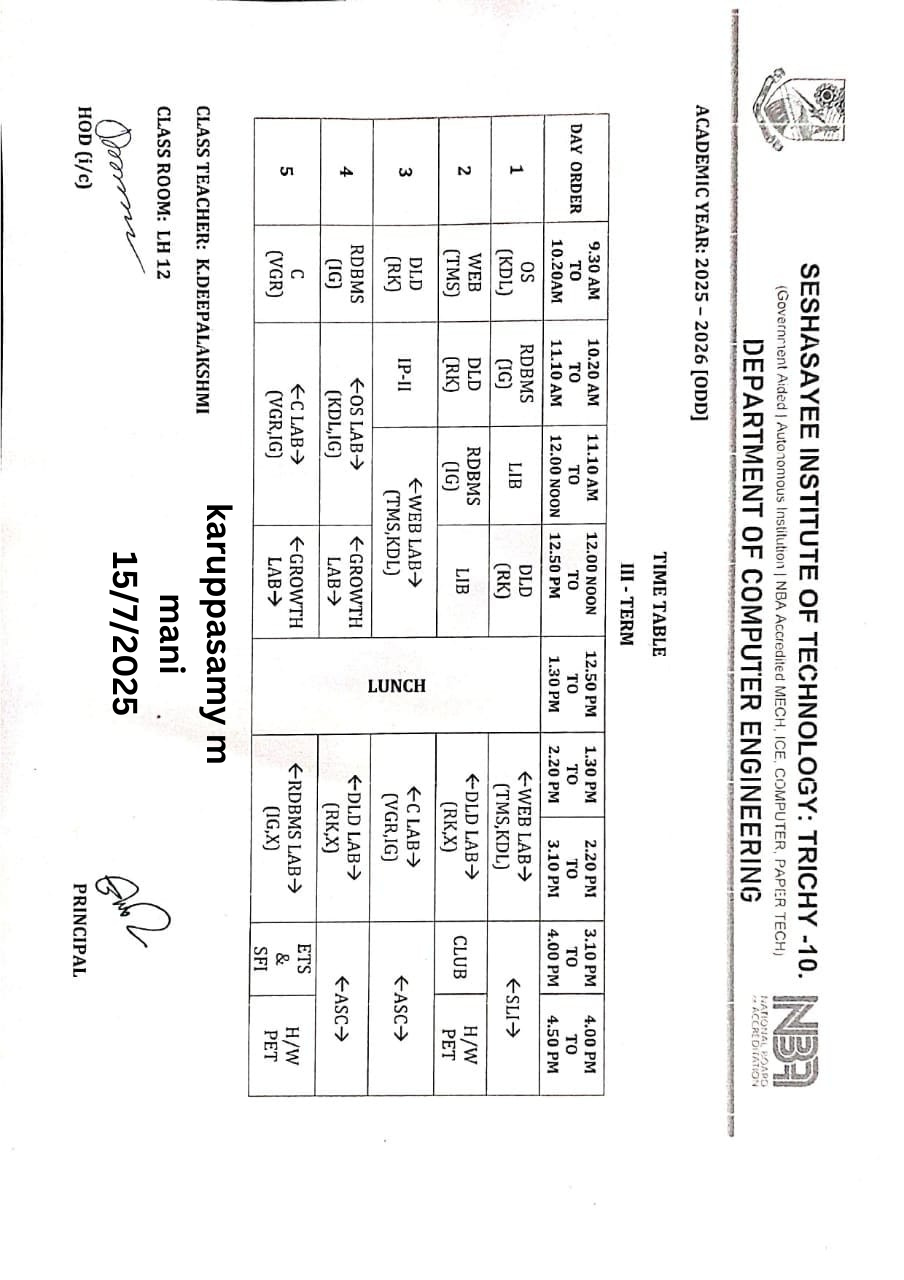 SESHASAYEE INSTITUTE OF TECHNOLOGY: TRICHY -10.
(Government Aided | Autonomous Institution | NBA Accredited MECH, ICE, COMPUTER, PAPER TECH)
DEPARTMENT OF COMPUTER ENGINEERING
NBA
NATIONAL BOARD
of ACCREDITATION
ACADEMIC YEAR: 2025 – 2026 [ODD]
TIME TABLE
III - TERM
DAY ORDER 9.30 AM TO 10.20AM 10.20 AM TO 11.10 AM 11.10 AM TO 12.00 NOON 12.00 NOON TO 12.50 PM 12.50 PM TO 1.30 PM 1.30 PM TO 2.20 PM 2.20 PM TO 3.10 PM 3.10 PM TO 4.00 PM 4.00 PM TO 4.50 PM
1 OS (KDL) RDBMS (IG) LIB DLD (RK) LUNCH ←WEB LAB→ (TMS,KDL) ←SLI→
2 WEB (TMS) DLD (RK) RDBMS (IG) LIB ←DLD LAB→ (RK,X) CLUB H/W PET
3 DLD (RK) IP-II ←WEB LAB→ (TMS,KDL) ←C LAB→ (VGR,IG) ←ASC→
4 RDBMS (IG) ←OS LAB→ (KDL,IG) ←GROWTH LAB→ ←DLD LAB→ (RK,X) ←ASC→
5 C (VGR) ←C LAB→ (VGR,IG) ←GROWTH LAB→ ←RDBMS LAB→ (IG,X) ETS & SFI H/W PET
CLASS TEACHER: K.DEEPALAKSHMI
CLASS ROOM: LH 12
karuppasamy m
mani
15/7/2025
HOD (i/c)
PRINCIPAL